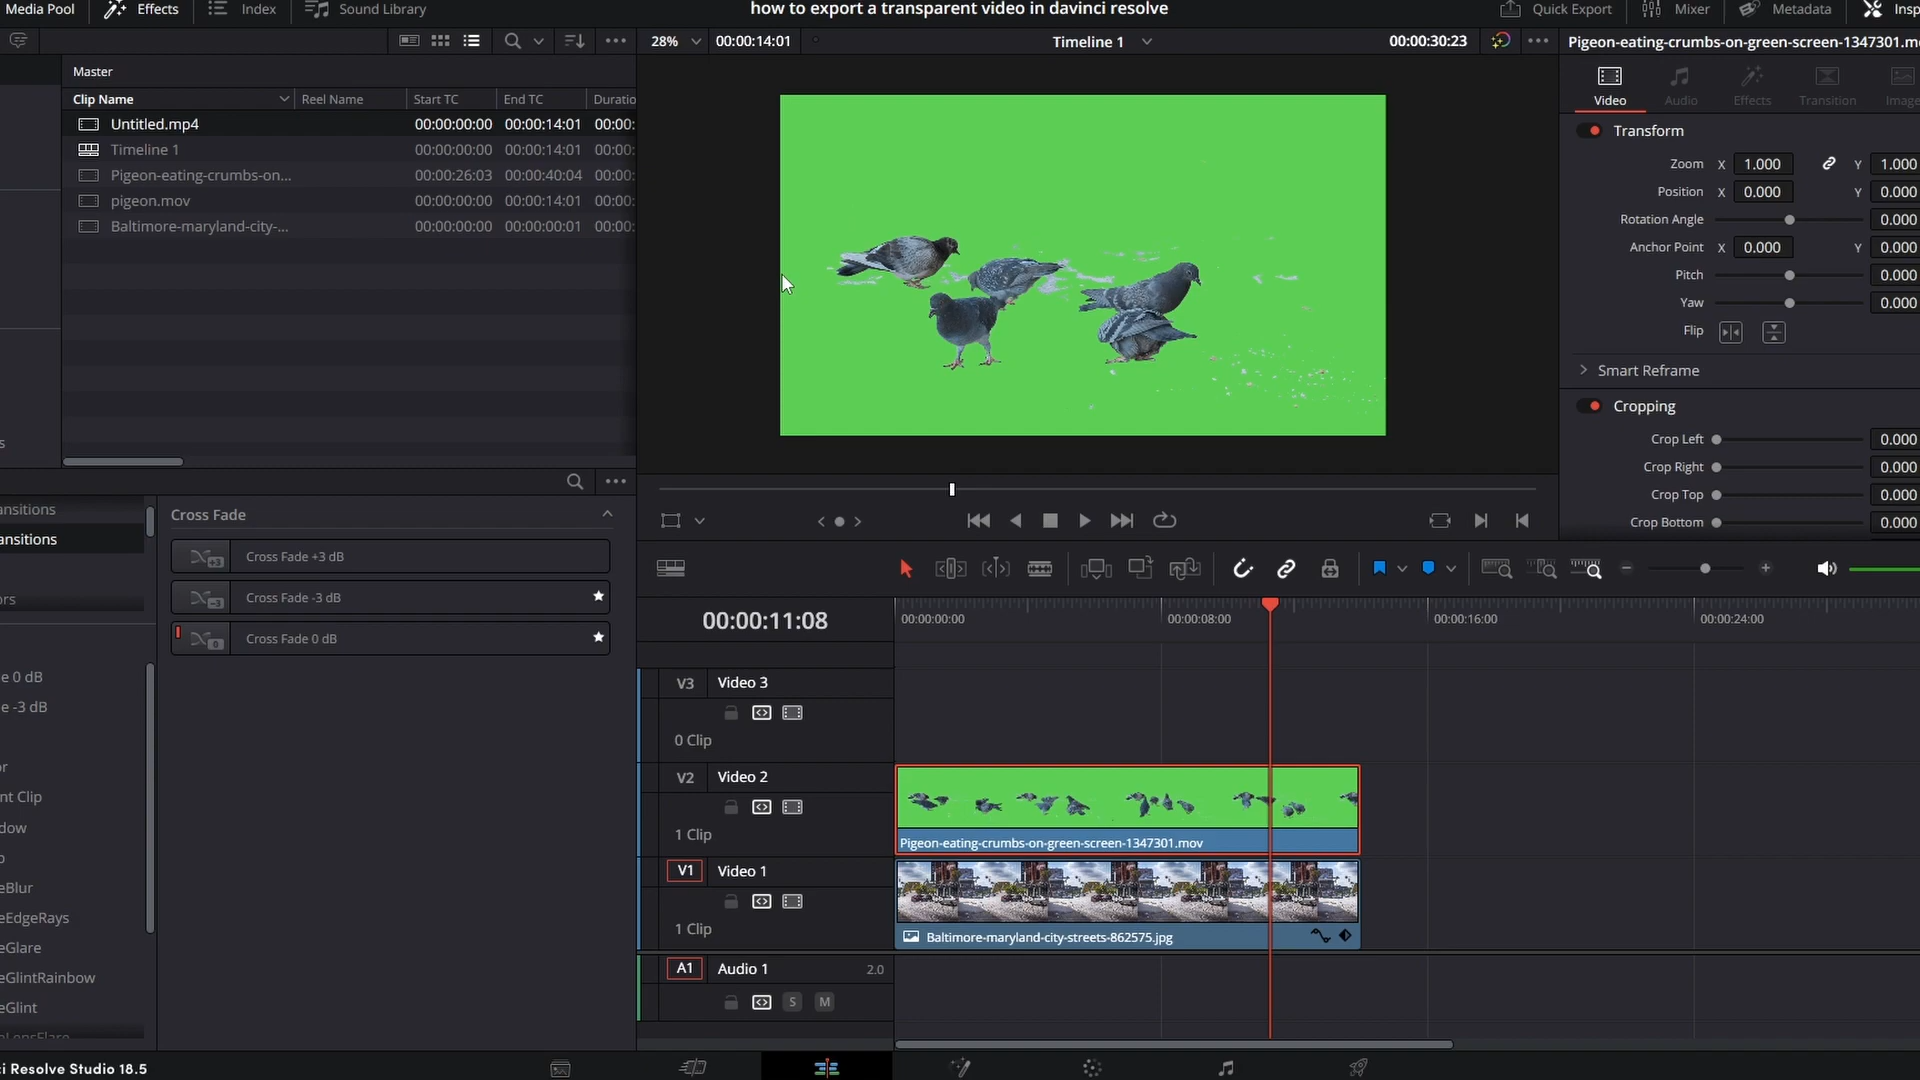 Media Pool Effects Index Sound Library how to export a transparent video in davinci resolve Quick Export Mixer Metadata Insp
28% 00:00:14:01 Timeline 1 00:00:30:23 Pigeon-eating-crumbs-on-green-screen-1347301.m
Master
Clip Name Reel Name Start TC End TC Duratio
Untitled.mp4 00:00:00:00 00:00:14:01 00:00:
Timeline 1 00:00:00:00 00:00:14:01 00:00:
Pigeon-eating-crumbs-on... 00:00:26:03 00:00:40:04 00:00:
pigeon.mov 00:00:00:00 00:00:14:01 00:00:
Baltimore-maryland-city-... 00:00:00:00 00:00:00:01 00:00:
Video Audio Effects Transition Image
Transform
Zoom X 1.000 Y 1.000
Position X 0.000 Y 0.000
Rotation Angle 0.000
Anchor Point X 0.000 Y 0.000
Pitch 0.000
Yaw 0.000
Flip
Smart Reframe
Cropping
Crop Left 0.000
Crop Right 0.000
Crop Top 0.000
Crop Bottom 0.000
s
ansitions
ansitions
ors
e 0 dB
e -3 dB
or
nt Clip
dow
p
eBlur
eEdgeRays
eGlare
eGlintRainbow
eGlint
eLensFlare
Cross Fade
+3 Cross Fade +3 dB
-3 Cross Fade -3 dB
0 Cross Fade 0 dB
00:00:11:08 00:00:00:00 00:00:08:00 00:00:16:00 00:00:24:00
V3 Video 3
0 Clip
V2 Video 2
1 Clip
Pigeon-eating-crumbs-on-green-screen-1347301.mov
V1 Video 1
1 Clip
Baltimore-maryland-city-streets-862575.jpg
A1 Audio 1 2.0
S M
ci Resolve Studio 18.5